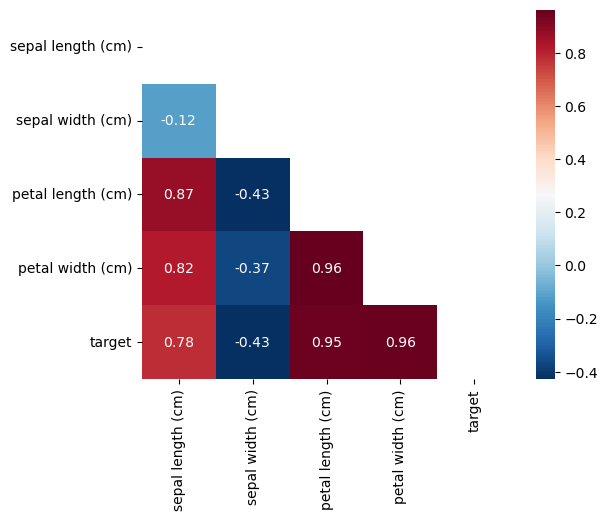 sepal length (cm)
sepal width (cm)
-0.12
petal length (cm)
0.87 -0.43
petal width (cm)
0.82 -0.37 0.96
target
0.78 -0.43 0.95 0.96
sepal length (cm)
sepal width (cm)
petal length (cm)
petal width (cm)
target
0.8
0.6
0.4
0.2
0.0
−0.2
−0.4